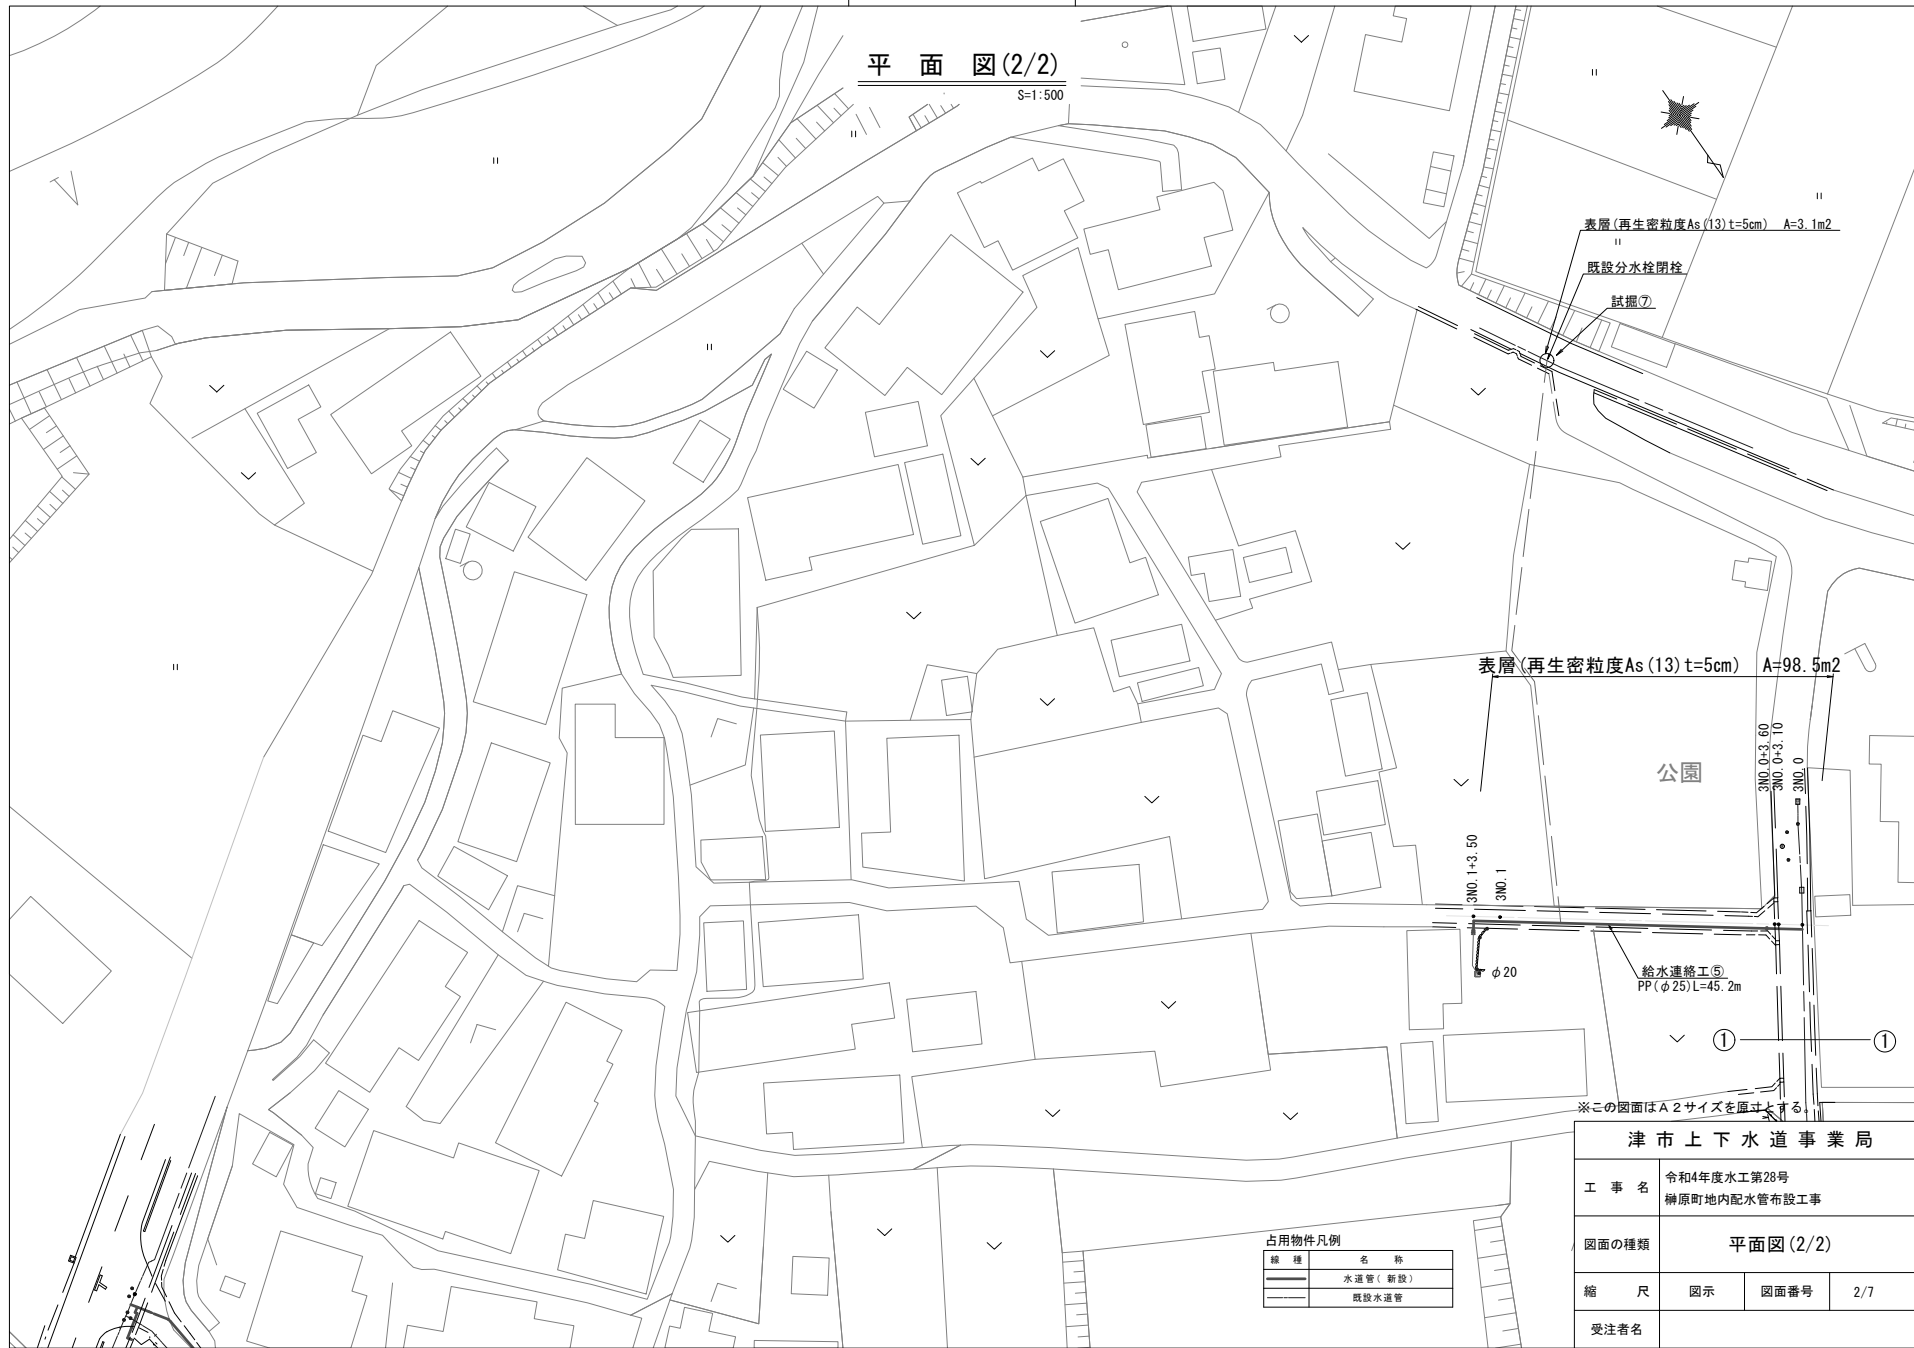 平面図(2/2)
S=1:500
表層(再生密粒度As(13)t=5cm) A=3.1m2
既設分水栓閉栓
試掘⑦
表層(再生密粒度As(13)t=5cm) A=98.5m2
公園
3NO.0+3.60
3NO.0+3.10
3NO.0
3NO.1+3.50
3NO.1
φ20
給水連絡工⑤
PP(φ25)L=45.2m
① ①
※この図面はA2サイズを原寸とする。
津市上下水道事業局
工事名
令和4年度水工第28号
榊原町地内配水管布設工事
図面の種類 平面図(2/2)
縮尺 図示 図面番号 2/7
受注者名
占用物件凡例
線種 名称
水道管(新設)
既設水道管